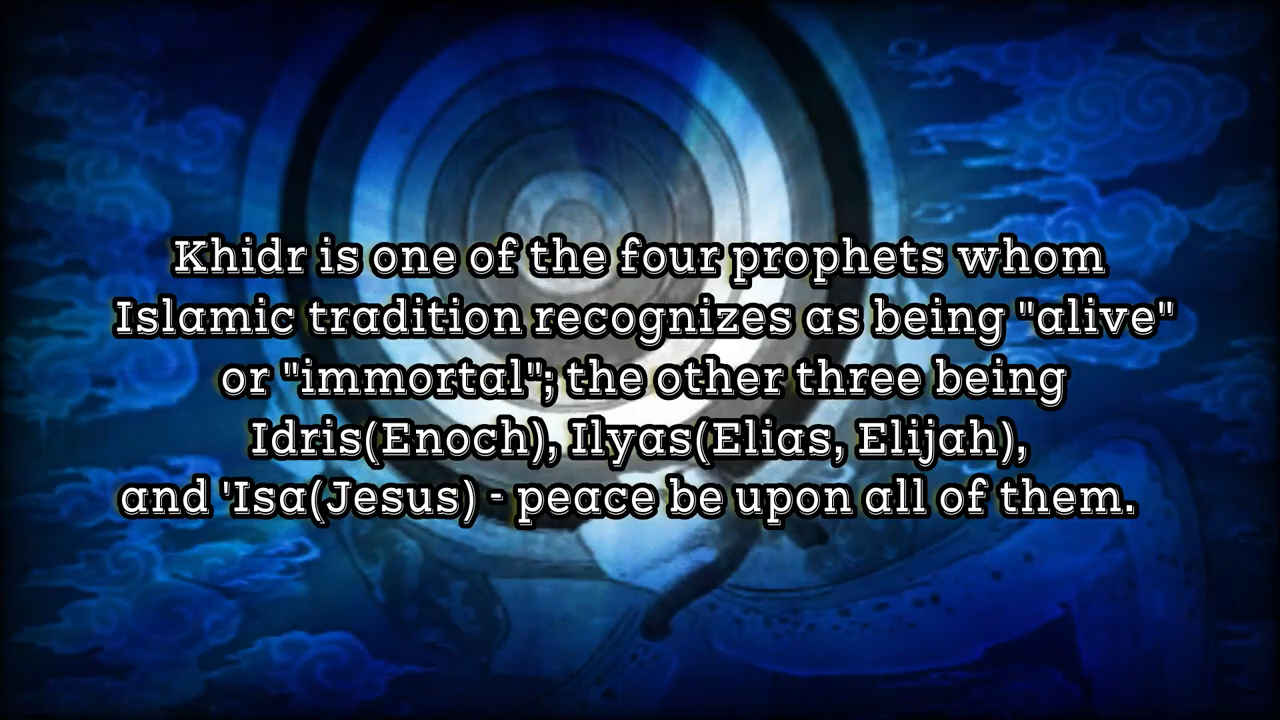 Khidr is one of the four prophets whom
Islamic tradition recognizes as being "alive"
or "immortal"; the other three being
Idris(Enoch), Ilyas(Elias, Elijah),
and 'Isa(Jesus) - peace be upon all of them.